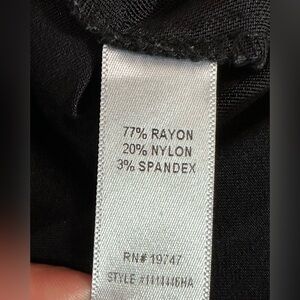 77% RAYON
20% NYLON
3% SPANDEX
RN# 19747
STYLE